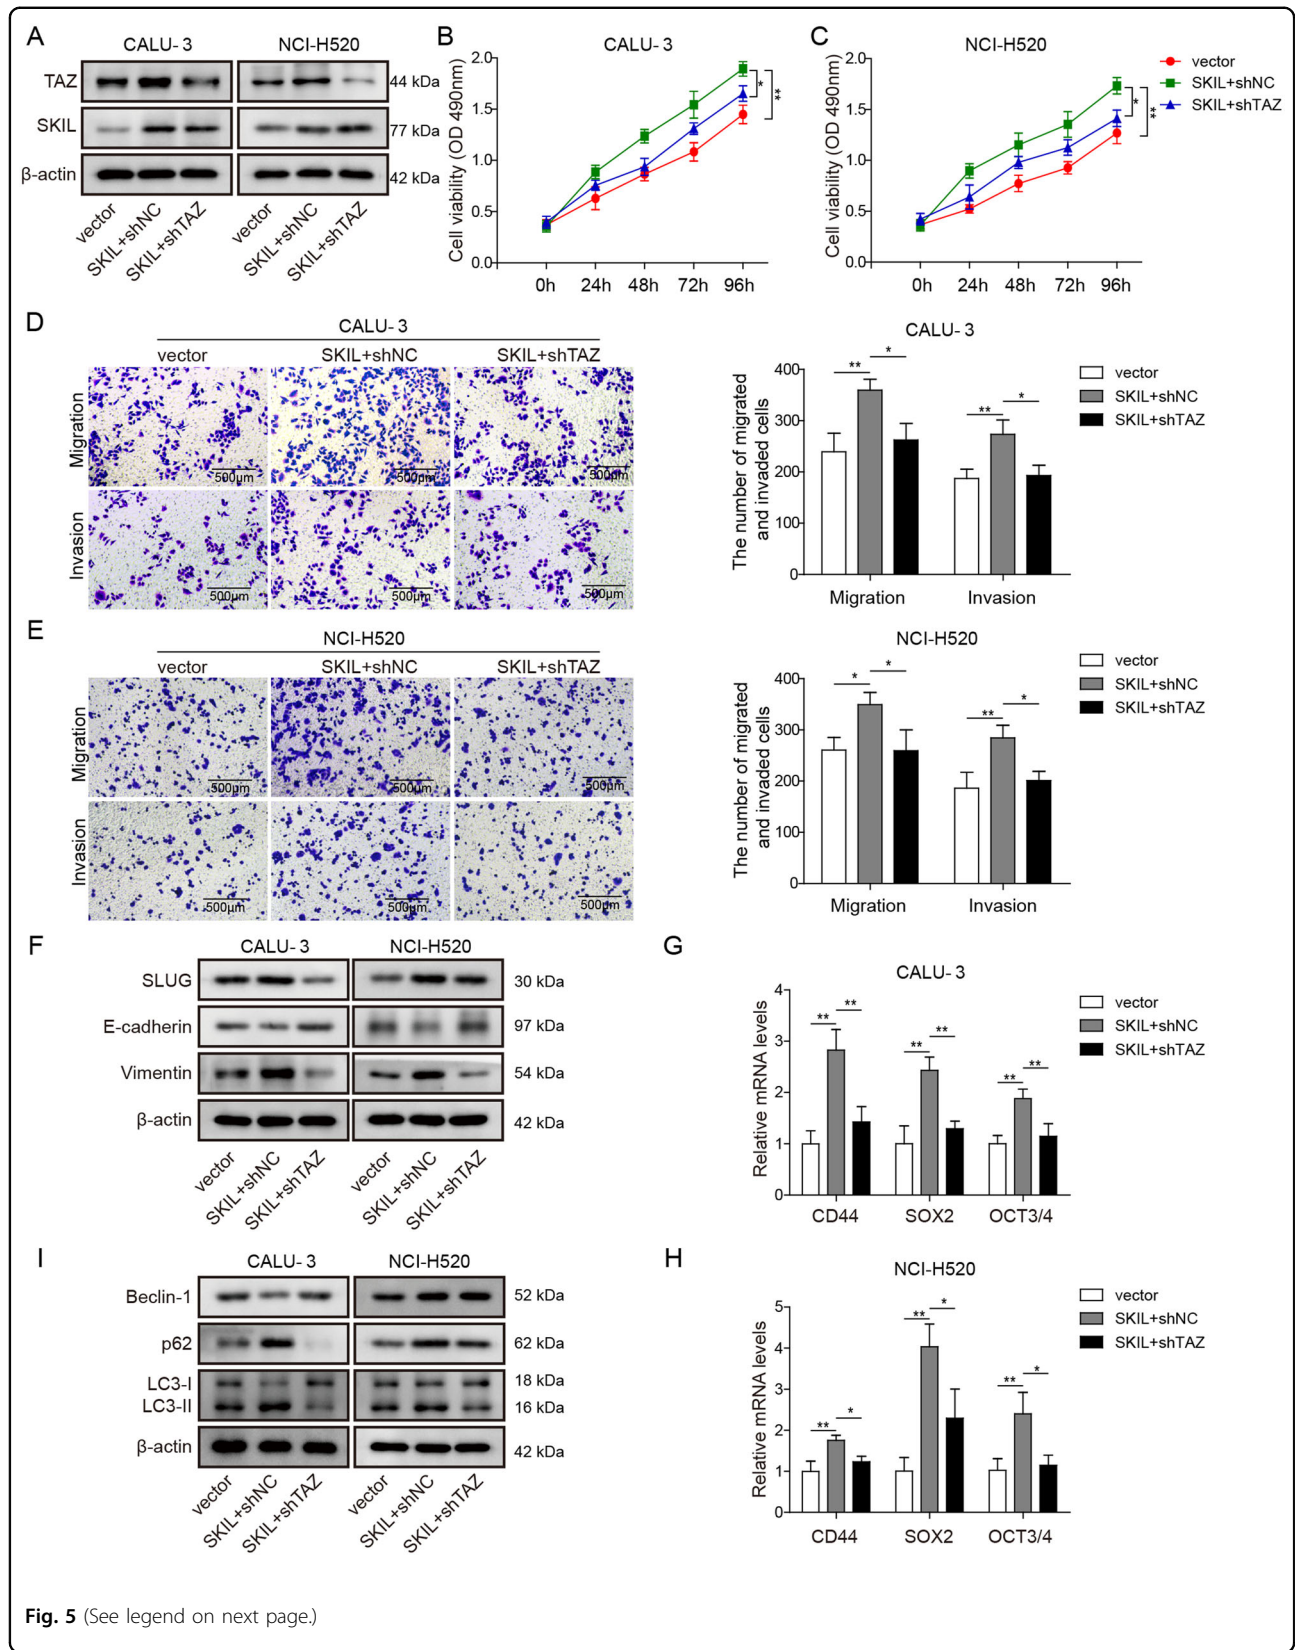 A
CALU-3
NCI-H520
TAZ
44 kDa
SKIL
77 kDa
β-actin
42 kDa
vector
SKIL+shNC
SKIL+shTAZ
vector
SKIL+shNC
SKIL+shTAZ
B
CALU-3
Cell viability (OD 490nm)
2.0
1.5
1.0
0.5
0.0
0h 24h 48h 72h 96h
*
**
C
NCI-H520
Cell viability (OD 490nm)
2.0
1.5
1.0
0.5
0.0
0h 24h 48h 72h 96h
*
**
vector
SKIL+shNC
SKIL+shTAZ
D
CALU-3
vector
SKIL+shNC
SKIL+shTAZ
Migration
500μm
500μm
500μm
Invasion
500μm
500μm
500μm
CALU-3
The number of migrated
and invaded cells
400
300
200
100
0
** *
** *
Migration
Invasion
vector
SKIL+shNC
SKIL+shTAZ
E
NCI-H520
vector
SKIL+shNC
SKIL+shTAZ
Migration
500μm
500μm
500μm
Invasion
500μm
500μm
500μm
NCI-H520
The number of migrated
and invaded cells
400
300
200
100
0
* *
** *
Migration
Invasion
vector
SKIL+shNC
SKIL+shTAZ
F
CALU-3
NCI-H520
SLUG
30 kDa
E-cadherin
97 kDa
Vimentin
54 kDa
β-actin
42 kDa
vector
SKIL+shNC
SKIL+shTAZ
vector
SKIL+shNC
SKIL+shTAZ
G
CALU-3
Relative mRNA levels
4
3
2
1
0
** **
** **
** **
CD44
SOX2
OCT3/4
vector
SKIL+shNC
SKIL+shTAZ
I
CALU-3
NCI-H520
Beclin-1
52 kDa
p62
62 kDa
LC3-I
18 kDa
LC3-II
16 kDa
β-actin
42 kDa
vector
SKIL+shNC
SKIL+shTAZ
vector
SKIL+shNC
SKIL+shTAZ
H
NCI-H520
Relative mRNA levels
5
4
3
2
1
0
** *
** *
** *
CD44
SOX2
OCT3/4
vector
SKIL+shNC
SKIL+shTAZ
Fig. 5 (See legend on next page.)